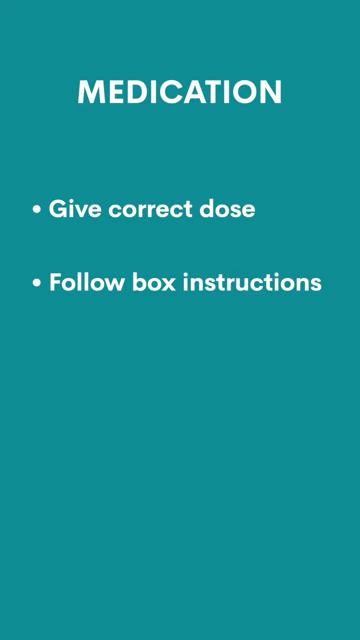 MEDICATION
• Give correct dose
• Follow box instructions